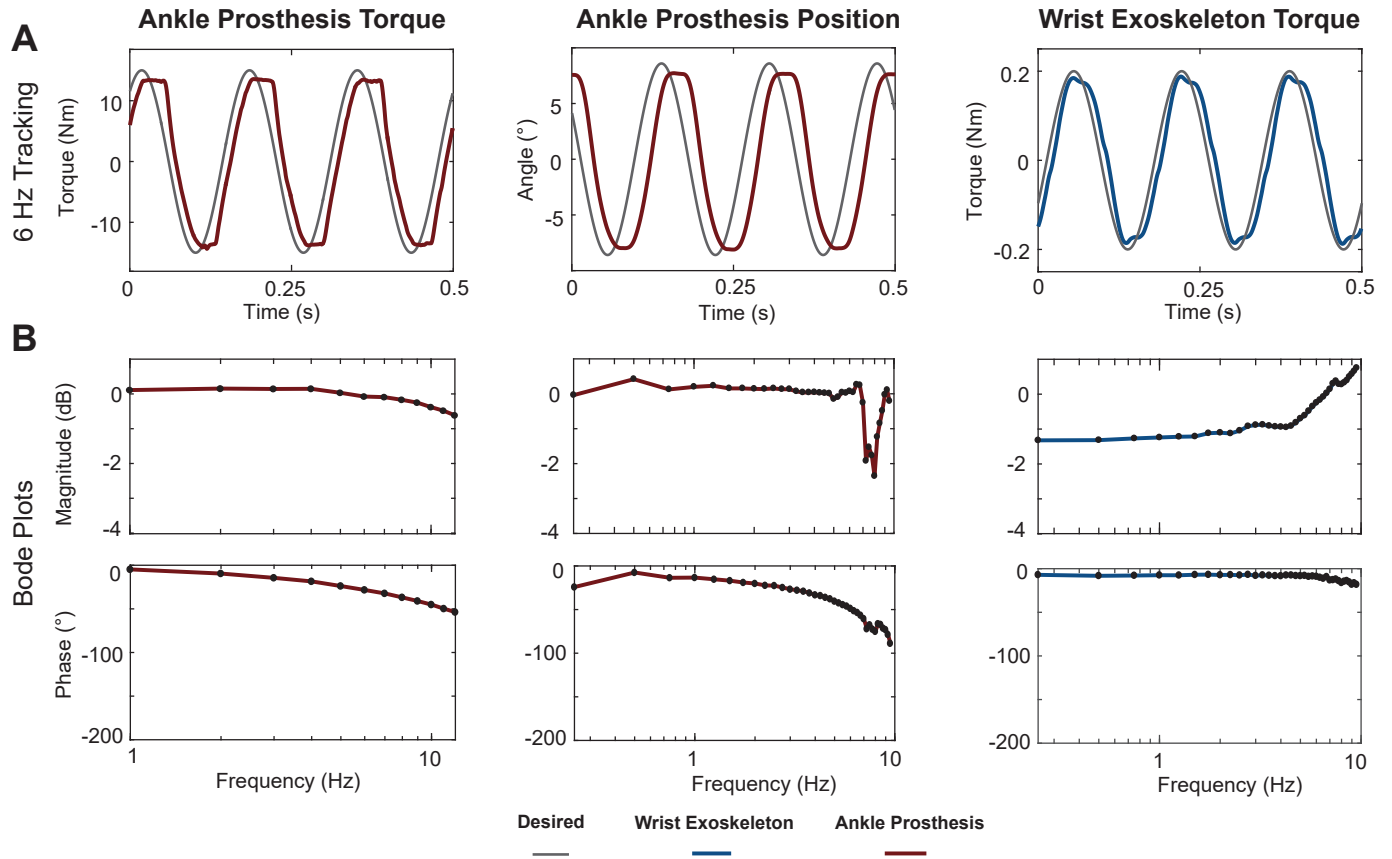 Ankle Prosthesis Torque
Ankle Prosthesis Position
Wrist Exoskeleton Torque
A
6 Hz Tracking
Torque (Nm)
10
0
-10
0
0.25
0.5
Time (s)
Angle (°)
5
0
-5
0
0.25
0.5
Time (s)
Torque (Nm)
0.2
0
-0.2
0
0.25
0.5
Time (s)
B
Bode Plots
Magnitude (dB)
0
-2
-4
0
-2
-4
0
-2
-4
Phase (°)
0
-100
-200
1
10
Frequency (Hz)
0
-100
-200
1
10
Frequency (Hz)
0
-100
-200
1
10
Frequency (Hz)
Desired
Wrist Exoskeleton
Ankle Prosthesis